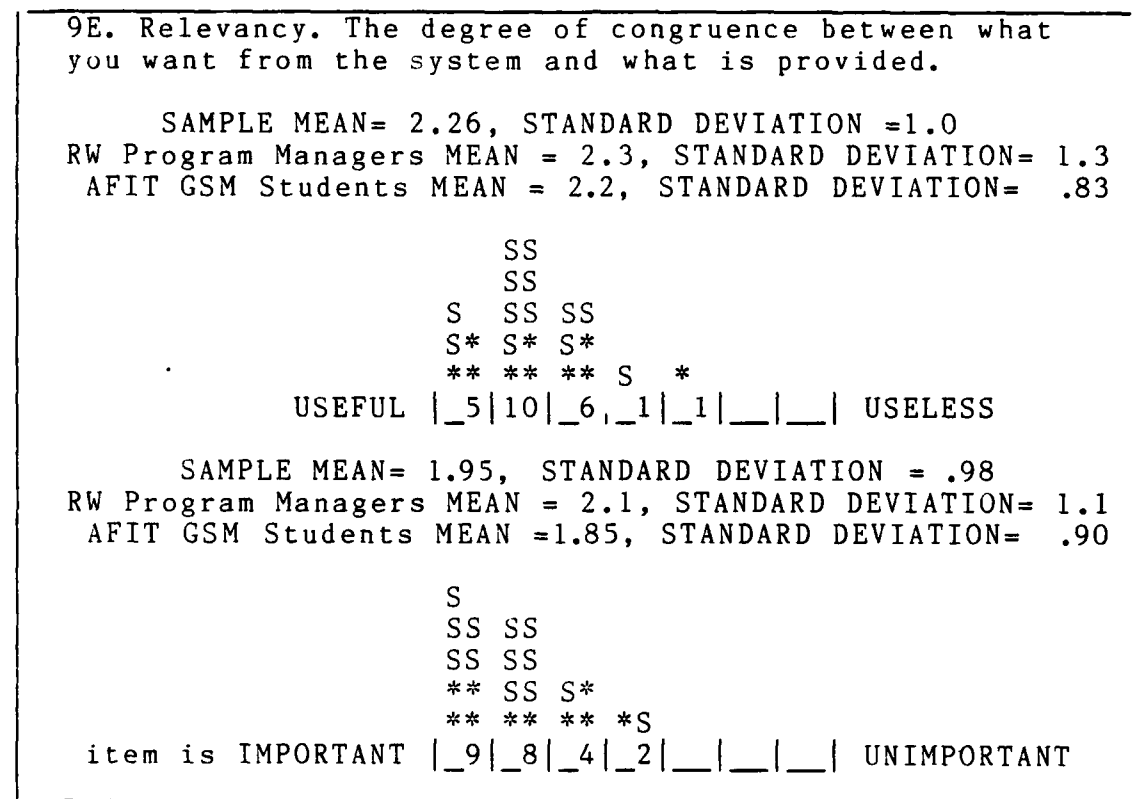 9E. Relevancy. The degree of congruence between what
you want from the system and what is provided.
SAMPLE MEAN= 2.26, STANDARD DEVIATION =1.0
RW Program Managers MEAN = 2.3, STANDARD DEVIATION= 1.3
AFIT GSM Students MEAN = 2.2, STANDARD DEVIATION= .83
SS
SS
S SS SS
S* S* S*
** ** ** S *
USEFUL |_5|10|_6,_1|_1|__|__| USELESS
SAMPLE MEAN= 1.95, STANDARD DEVIATION = .98
RW Program Managers MEAN = 2.1, STANDARD DEVIATION= 1.1
AFIT GSM Students MEAN =1.85, STANDARD DEVIATION= .90
S
SS SS
SS SS
** SS S*
** ** ** *S
item is IMPORTANT |_9|_8|_4|_2|__|__|__| UNIMPORTANT